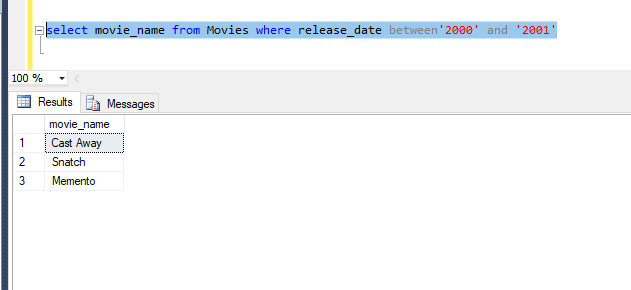 select movie_name from Movies where release_date between'2000' and '2001'
100 %
Results Messages
movie_name
1 Cast Away
2 Snatch
3 Memento